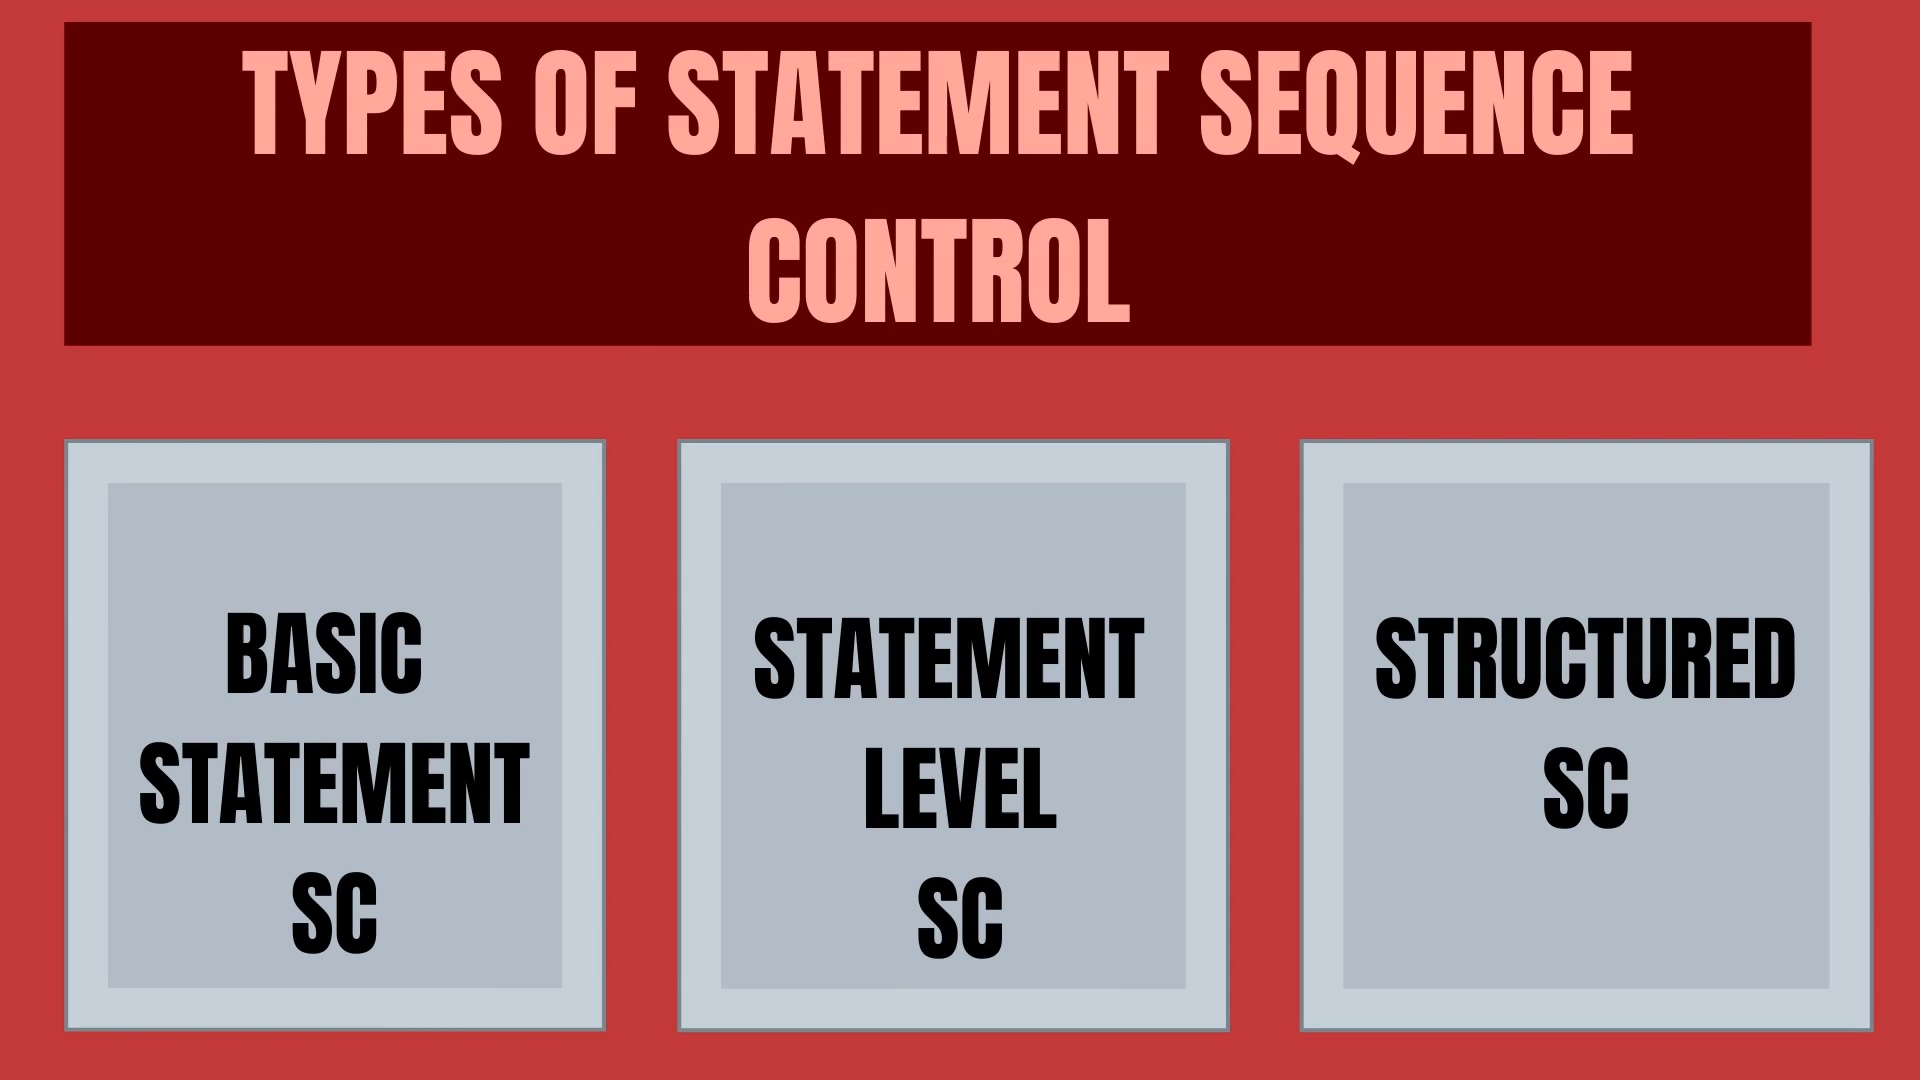 TYPES OF STATEMENT SEQUENCE
CONTROL
BASIC
STATEMENT
SC
STATEMENT
LEVEL
SC
STRUCTURED
SC